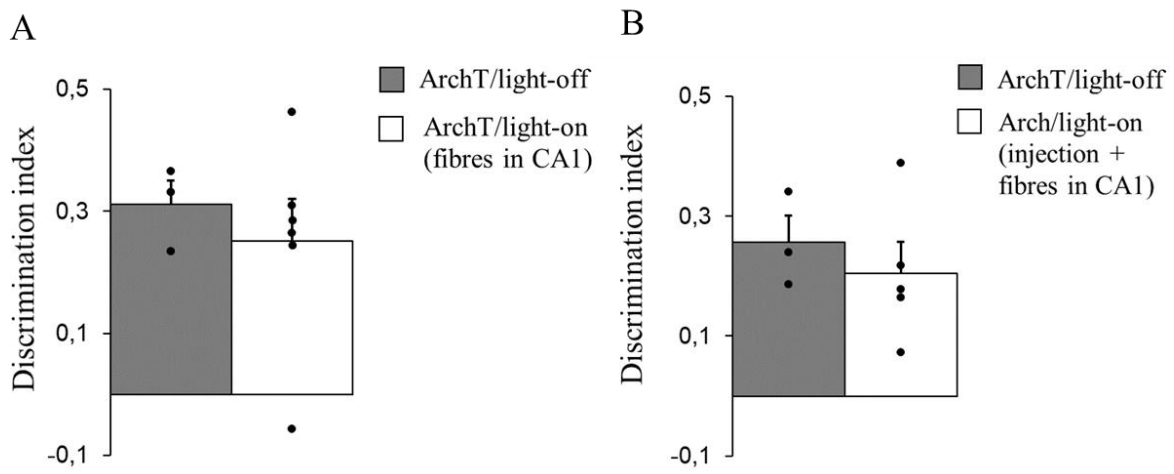 A
Discrimination index
0,5
0,3
0,1
-0,1
ArchT/light-off
ArchT/light-on
(fibres in CA1)
B
Discrimination index
0,5
0,3
0,1
-0,1
ArchT/light-off
Arch/light-on
(injection +
fibres in CA1)